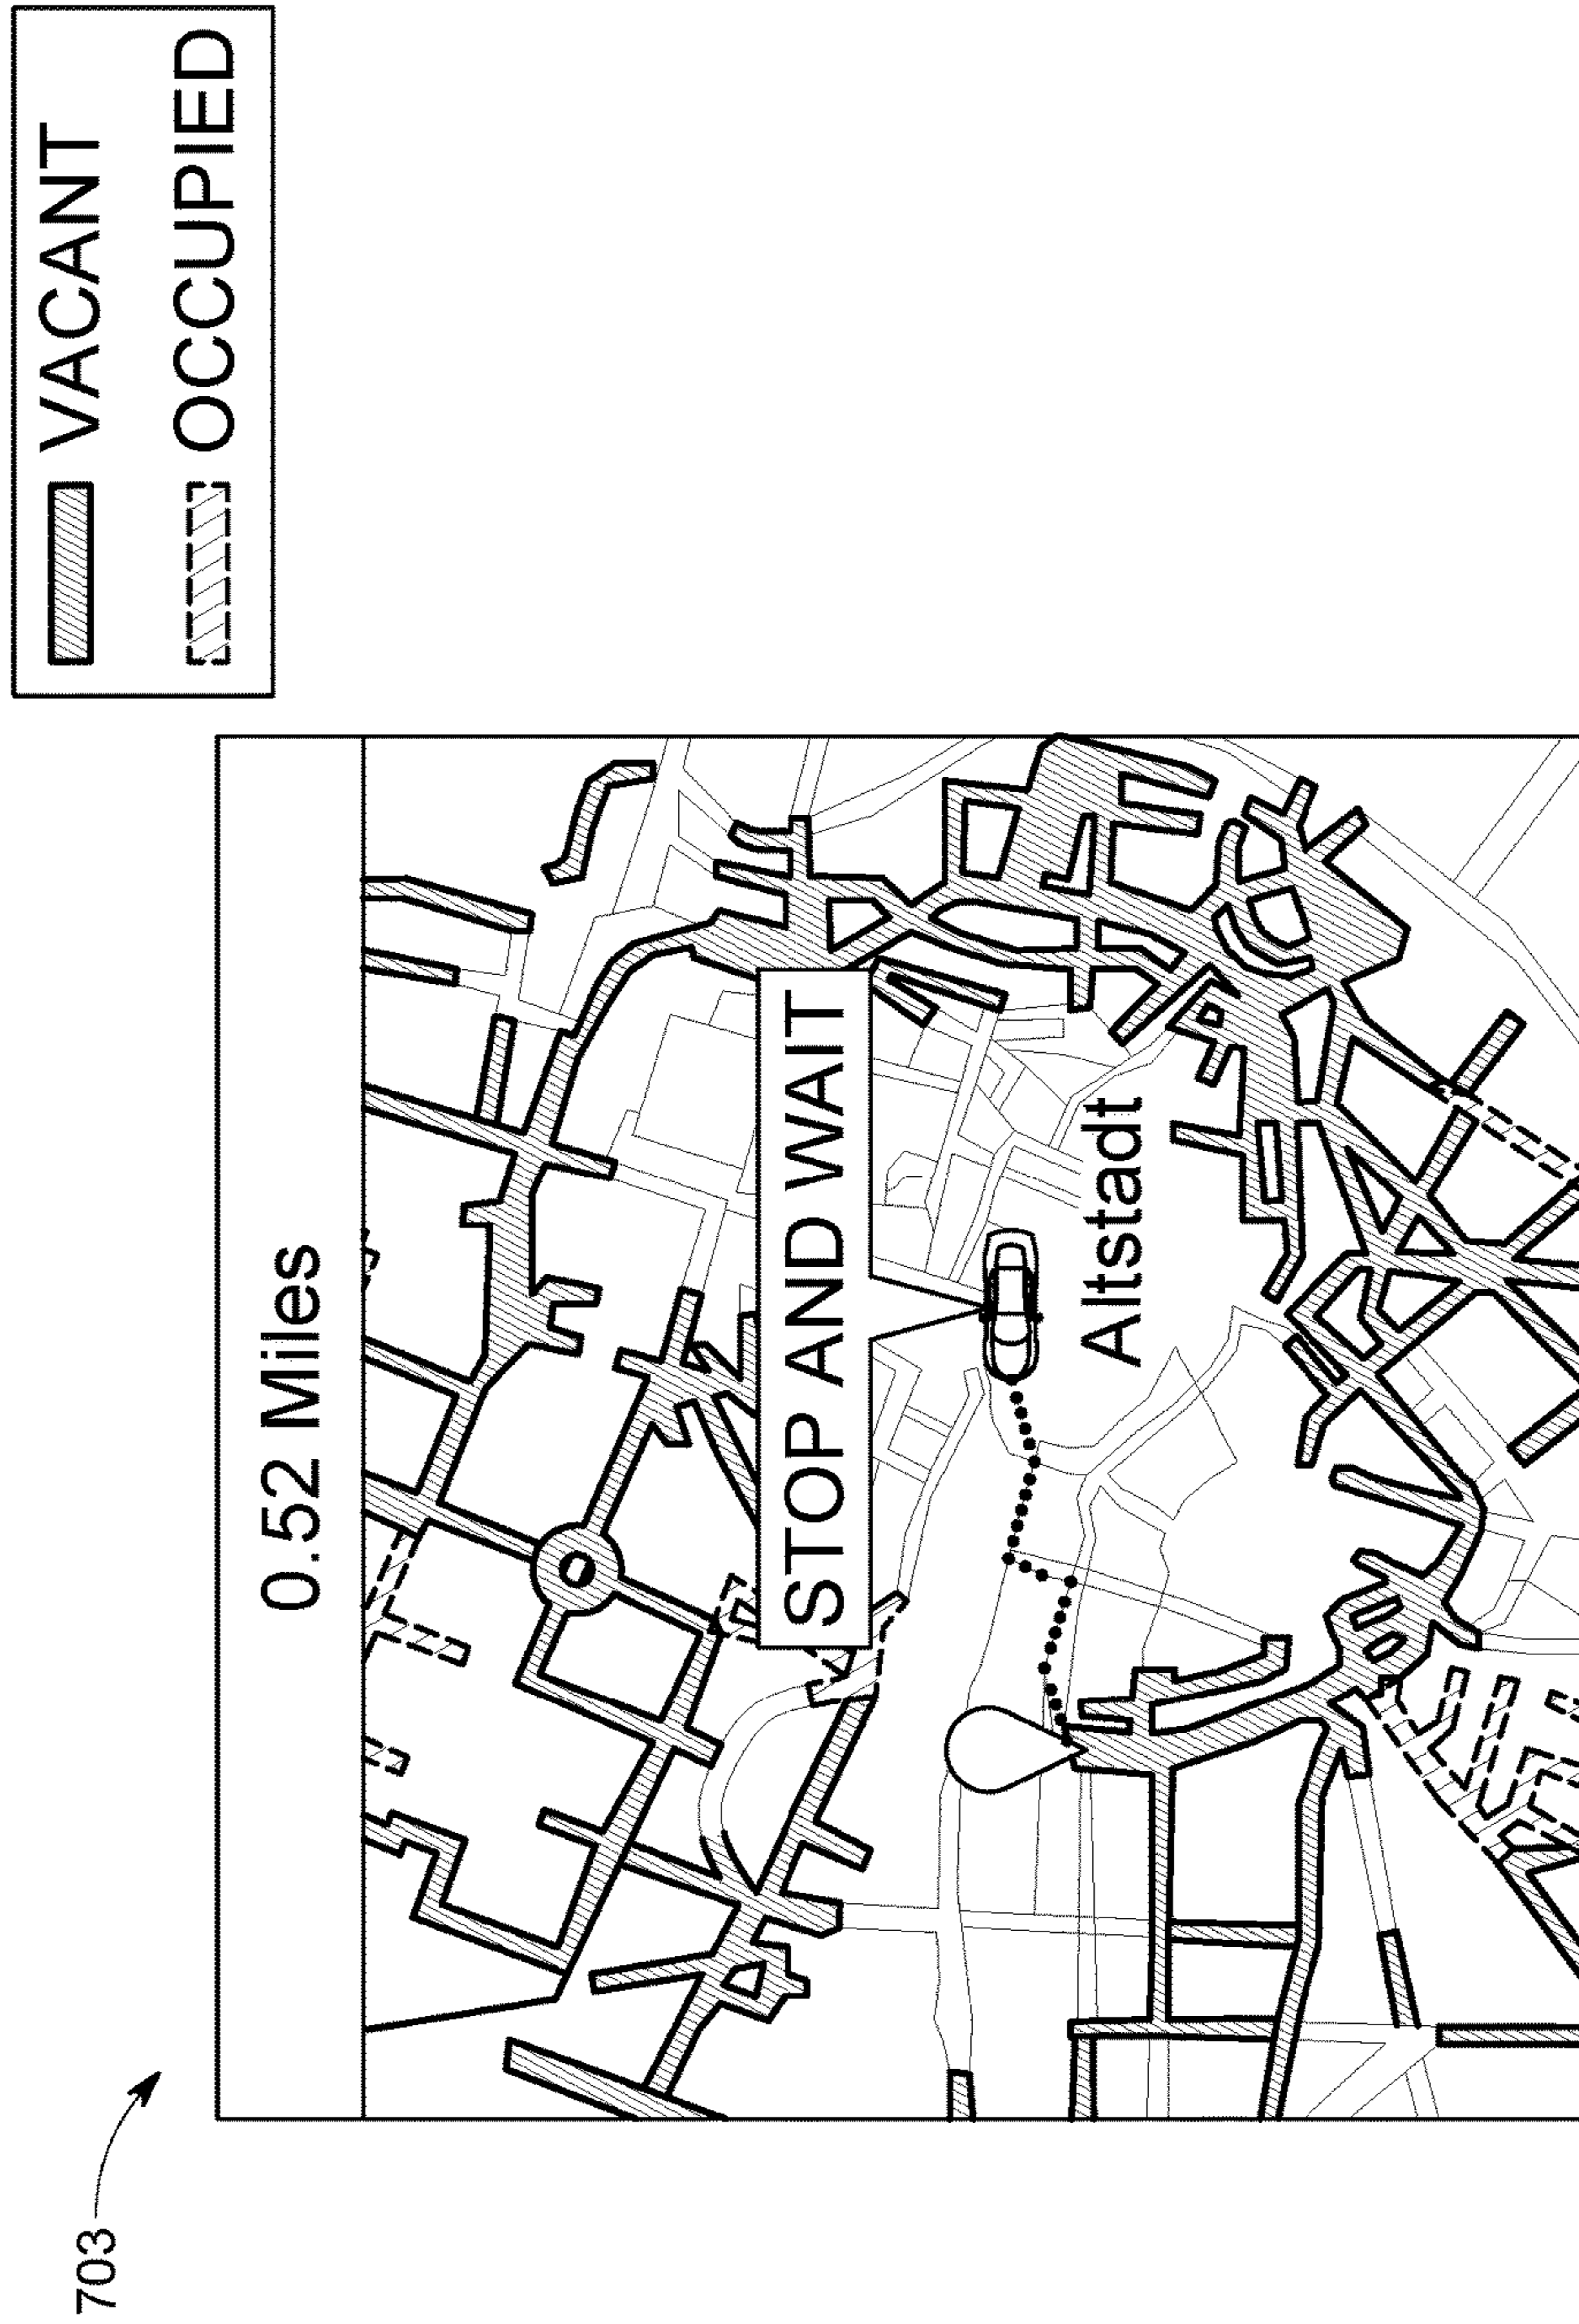 703
VACANT
OCCUPIED
0.52 Miles
STOP AND WAIT
Altstadt